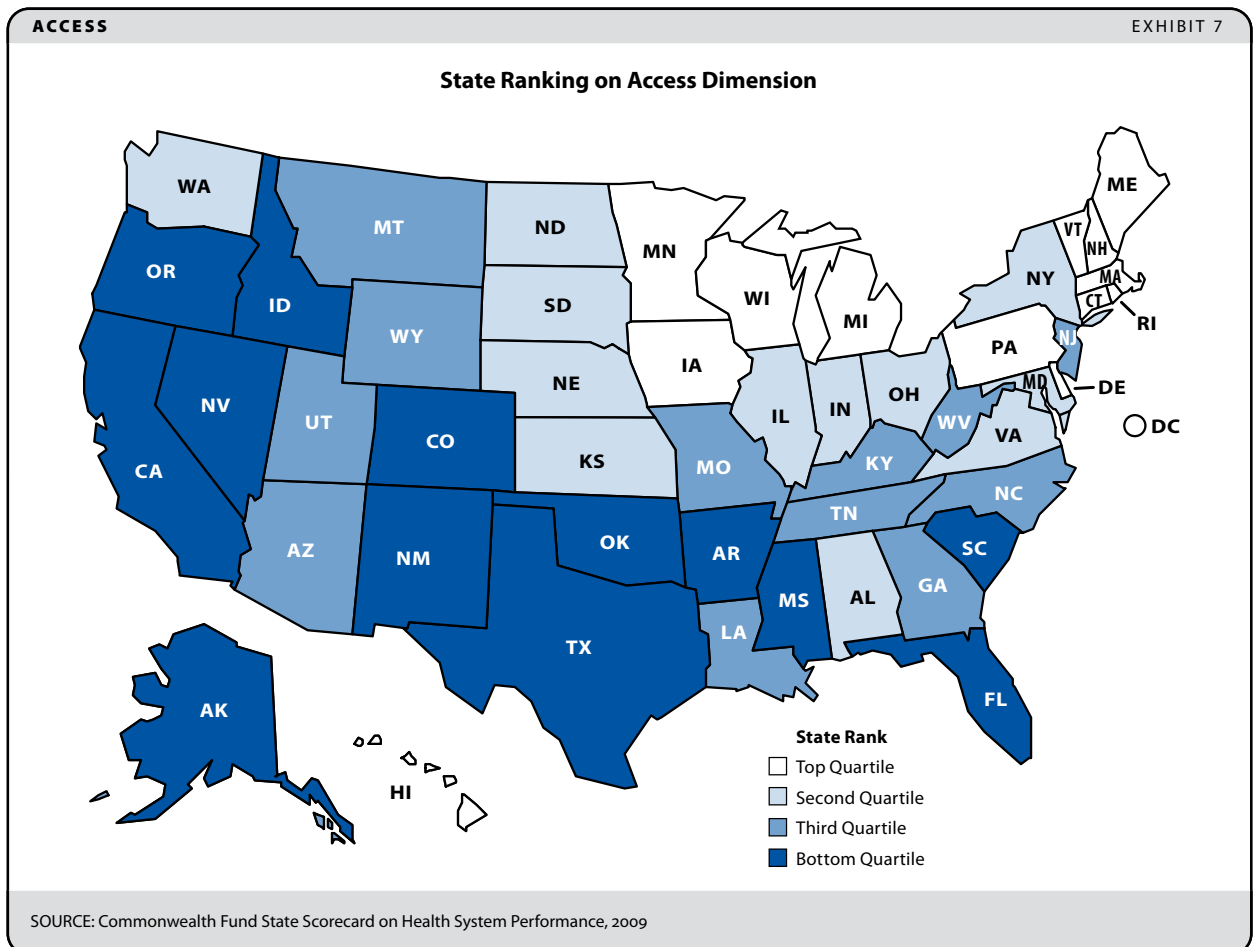 ACCESS
EXHIBIT 7
State Ranking on Access Dimension
WA
MT
ND
MN
ME
VT
NH
OR
ID
SD
WI
MI
NY
MA
CT
RI
WY
IA
PA
NJ
NE
OH
MD
DE
NV
UT
CO
IL
IN
WV
VA
DC
CA
KS
MO
KY
NC
TN
AZ
NM
OK
AR
SC
MS
AL
GA
LA
TX
FL
AK
HI
State Rank
Top Quartile
Second Quartile
Third Quartile
Bottom Quartile
SOURCE: Commonwealth Fund State Scorecard on Health System Performance, 2009